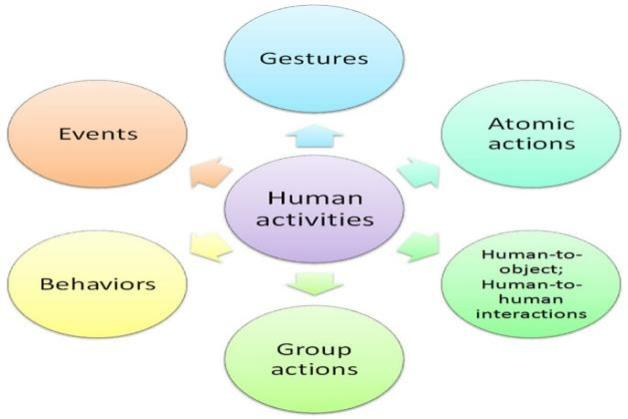 Gestures
Atomic
actions
Human-to-
object;
Human-to-
human
interactions
Group
actions
Behaviors
Events
Human
activities